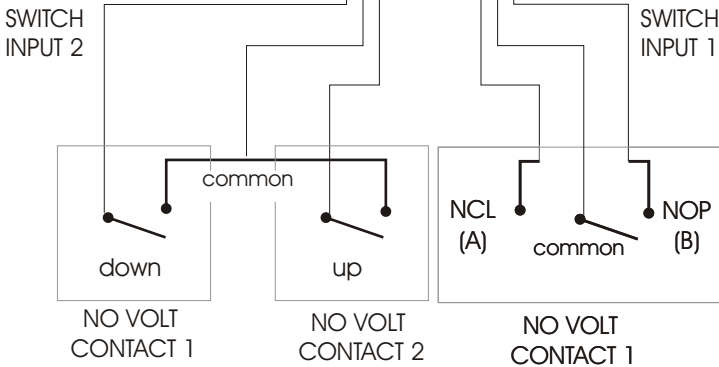 SWITCH
INPUT 2
SWITCH
INPUT 1
common
down
up
NCL
(A)
common
NOP
(B)
NO VOLT
CONTACT 1
NO VOLT
CONTACT 2
NO VOLT
CONTACT 1